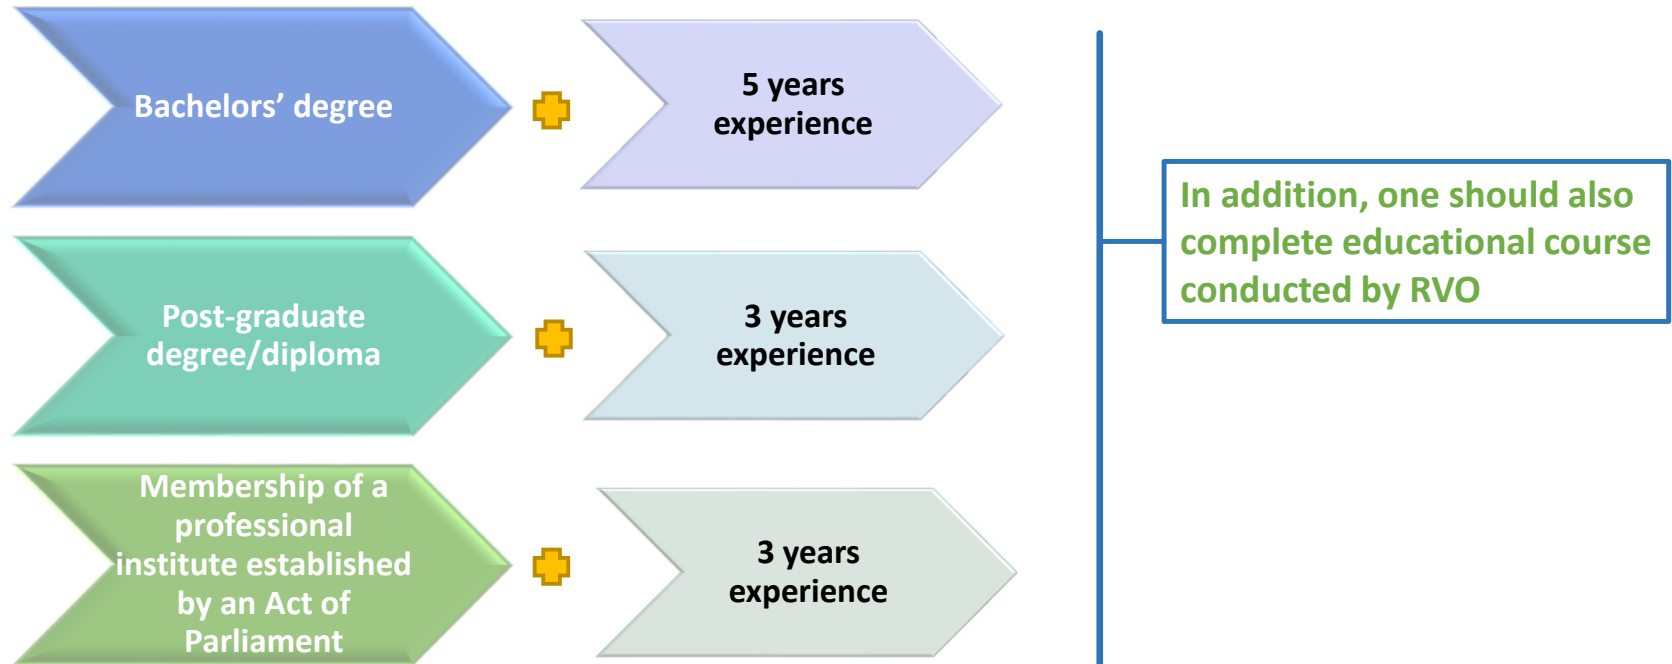 Bachelors’ degree
5 years
experience
Post-graduate
degree/diploma
3 years
experience
Membership of a
professional
institute established
by an Act of
Parliament
3 years
experience
In addition, one should also
complete educational course
conducted by RVO